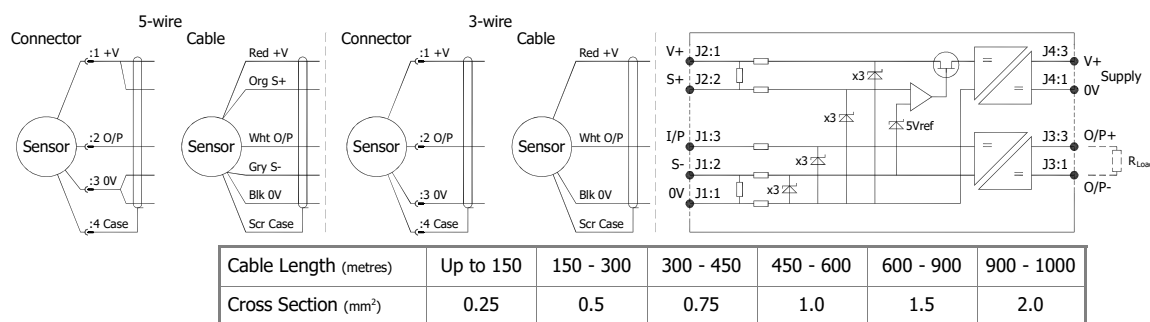 5-wire
Connector
Cable
:1 +V
:2 O/P
:3 0V
:4 Case
Sensor
Red +V
Org S+
Wht O/P
Gry S-
Blk 0V
Scr Case
Sensor
3-wire
Connector
Cable
:1 +V
:2 O/P
:3 0V
:4 Case
Sensor
Red +V
Wht O/P
Blk 0V
Scr Case
Sensor
V+ J2:1
S+ J2:2
I/P J1:3
S- J1:2
0V J1:1
x3
x3
x3
x3
5Vref
J4:3 V+
Supply
J4:1 0V
J3:3 O/P+
RLoad
J3:1 O/P-
Cable Length (metres) Up to 150 150 - 300 300 - 450 450 - 600 600 - 900 900 - 1000
Cross Section (mm²) 0.25 0.5 0.75 1.0 1.5 2.0